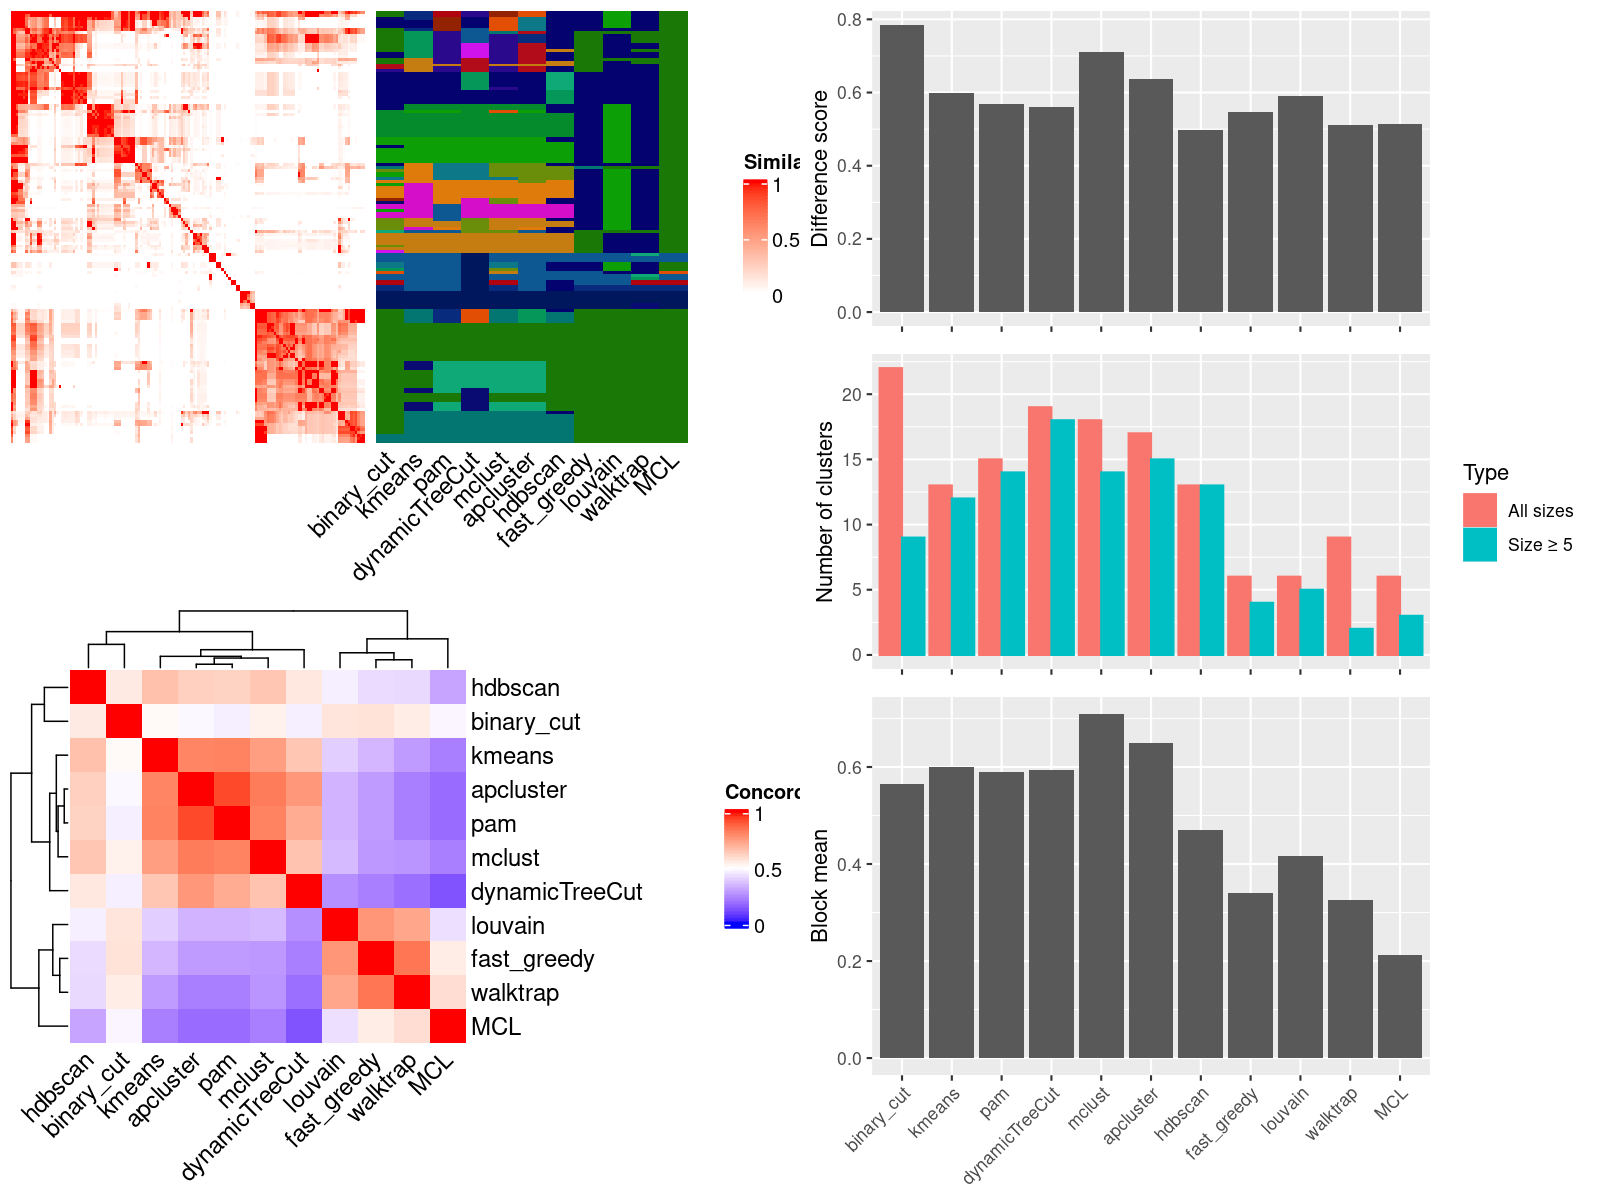 Simila
1
0.5
0
binary_cut
kmeans
pam
dynamicTreeCut
mclust
apcluster
hdbscan
fast_greedy
louvain
walktrap
MCL
hdbscan
binary_cut
kmeans
apcluster
pam
mclust
dynamicTreeCut
louvain
fast_greedy
walktrap
MCL
Concord
1
0.5
0
hdbscan
binary_cut
kmeans
apcluster
pam
mclust
dynamicTreeCut
louvain
fast_greedy
walktrap
MCL
Difference score
0.8
0.6
0.4
0.2
0.0
Number of clusters
20
15
10
5
0
Type
All sizes
Size ≥ 5
Block mean
0.6
0.4
0.2
0.0
binary_cut
kmeans
pam
dynamicTreeCut
mclust
apcluster
hdbscan
fast_greedy
louvain
walktrap
MCL